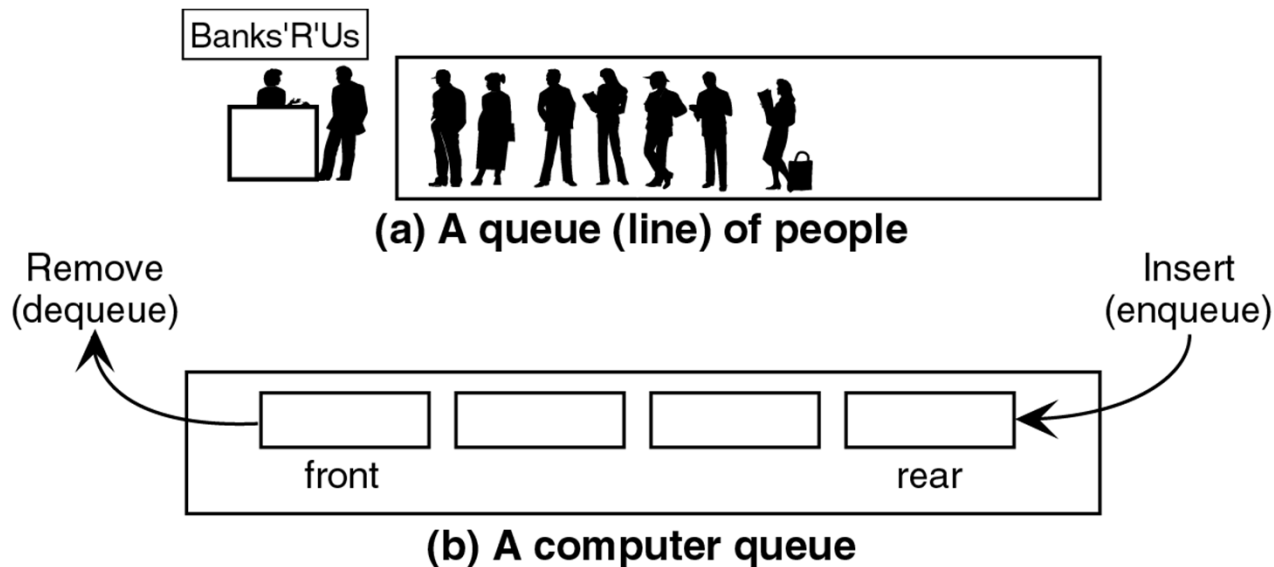 Banks'R'Us
(a) A queue (line) of people
Remove
(dequeue)
Insert
(enqueue)
front
rear
(b) A computer queue